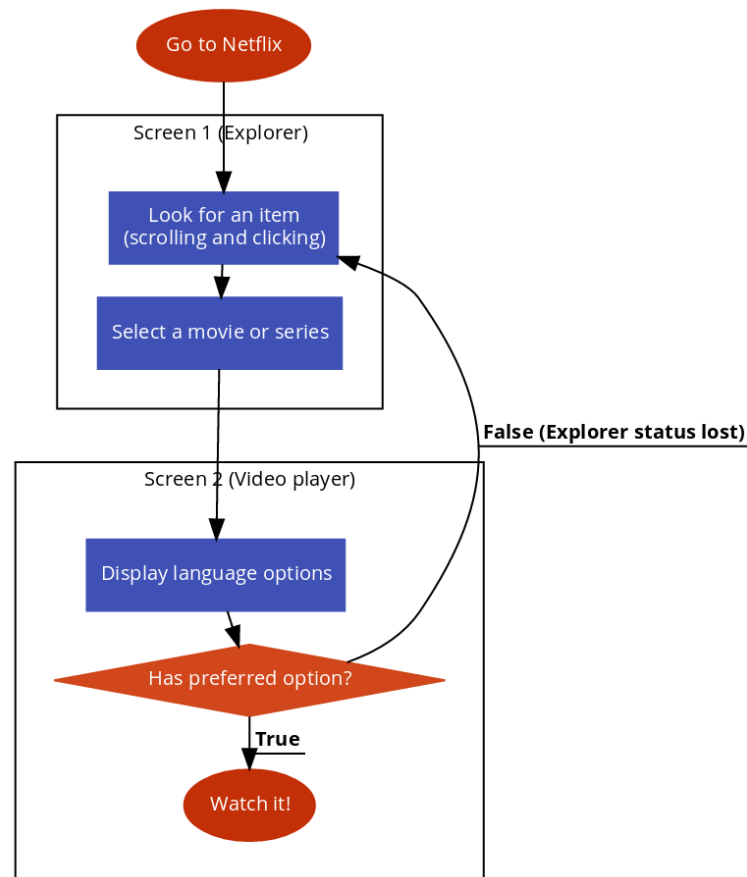 Go to Netflix
Screen 1 (Explorer)
Look for an item
(scrolling and clicking)
Select a movie or series
False (Explorer status lost)
Screen 2 (Video player)
Display language options
Has preferred option?
True
Watch it!